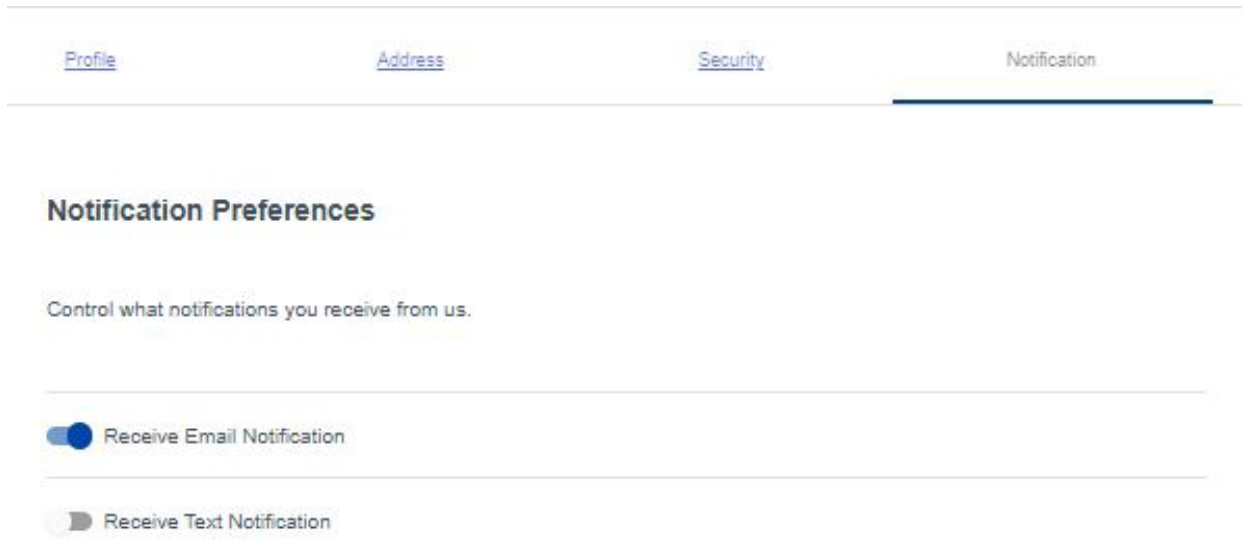 Profile Address Security Notification
Notification Preferences
Control what notifications you receive from us.
Receive Email Notification
Receive Text Notification